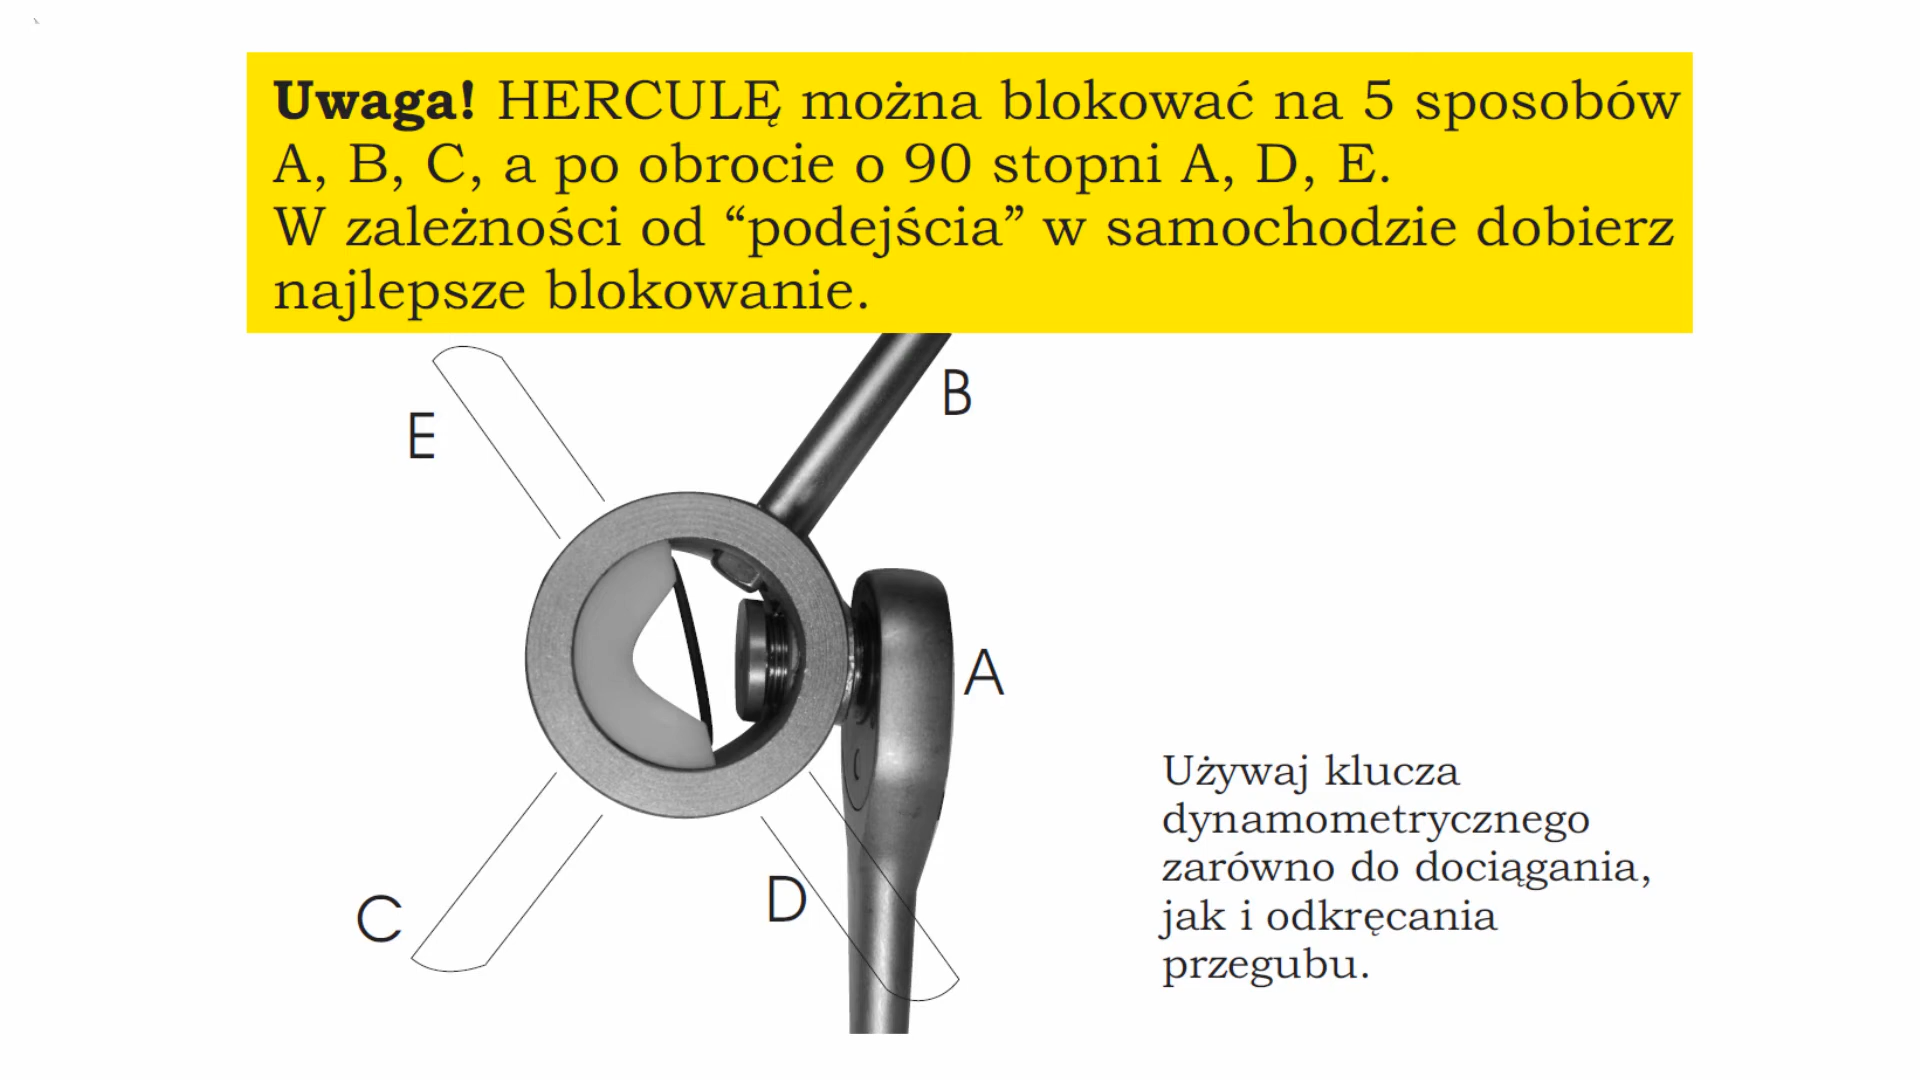 Uwaga! HERCULĘ można blokować na 5 sposobów
A, B, C, a po obrocie o 90 stopni A, D, E.
W zależności od “podejścia” w samochodzie dobierz
najlepsze blokowanie.
B
E
A
Używaj klucza
dynamometrycznego
zarówno do dociągania,
jak i odkręcania
przegubu.
D
C